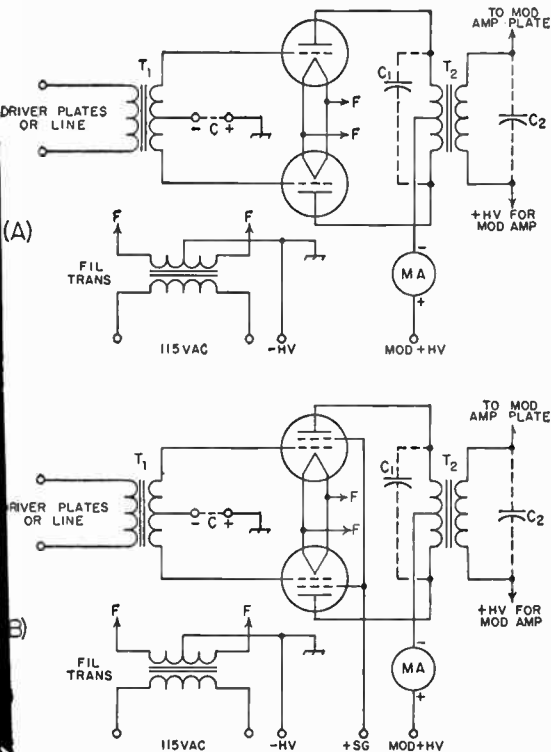 TO MOD
AMP PLATE
T1
C1
T2
DRIVER PLATES
OR LINE
- C +
F
F
C2
(A)
+HV FOR
MOD AMP
F
F
FIL
TRANS
-
MA
+
115VAC
-HV
MOD +HV
TO MOD
AMP PLATE
T1
C1
T2
RIVER PLATES
OR LINE
- C +
F
F
C2
+HV FOR
MOD AMP
B)
F
F
FIL
TRANS
-
MA
+
115VAC
-HV
+SG
MOD+HV